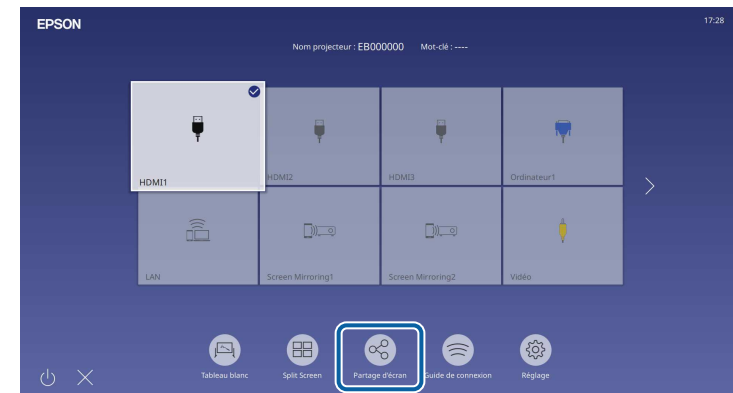 EPSON
17:28
Nom projecteur : EB000000 Mot-clé : ----
HDMI1
HDMI2
HDMI3
Ordinateur1
LAN
Screen Mirroring1
Screen Mirroring2
Vidéo
Tableau blanc
Split Screen
Partage d'écran
Guide de connexion
Réglage